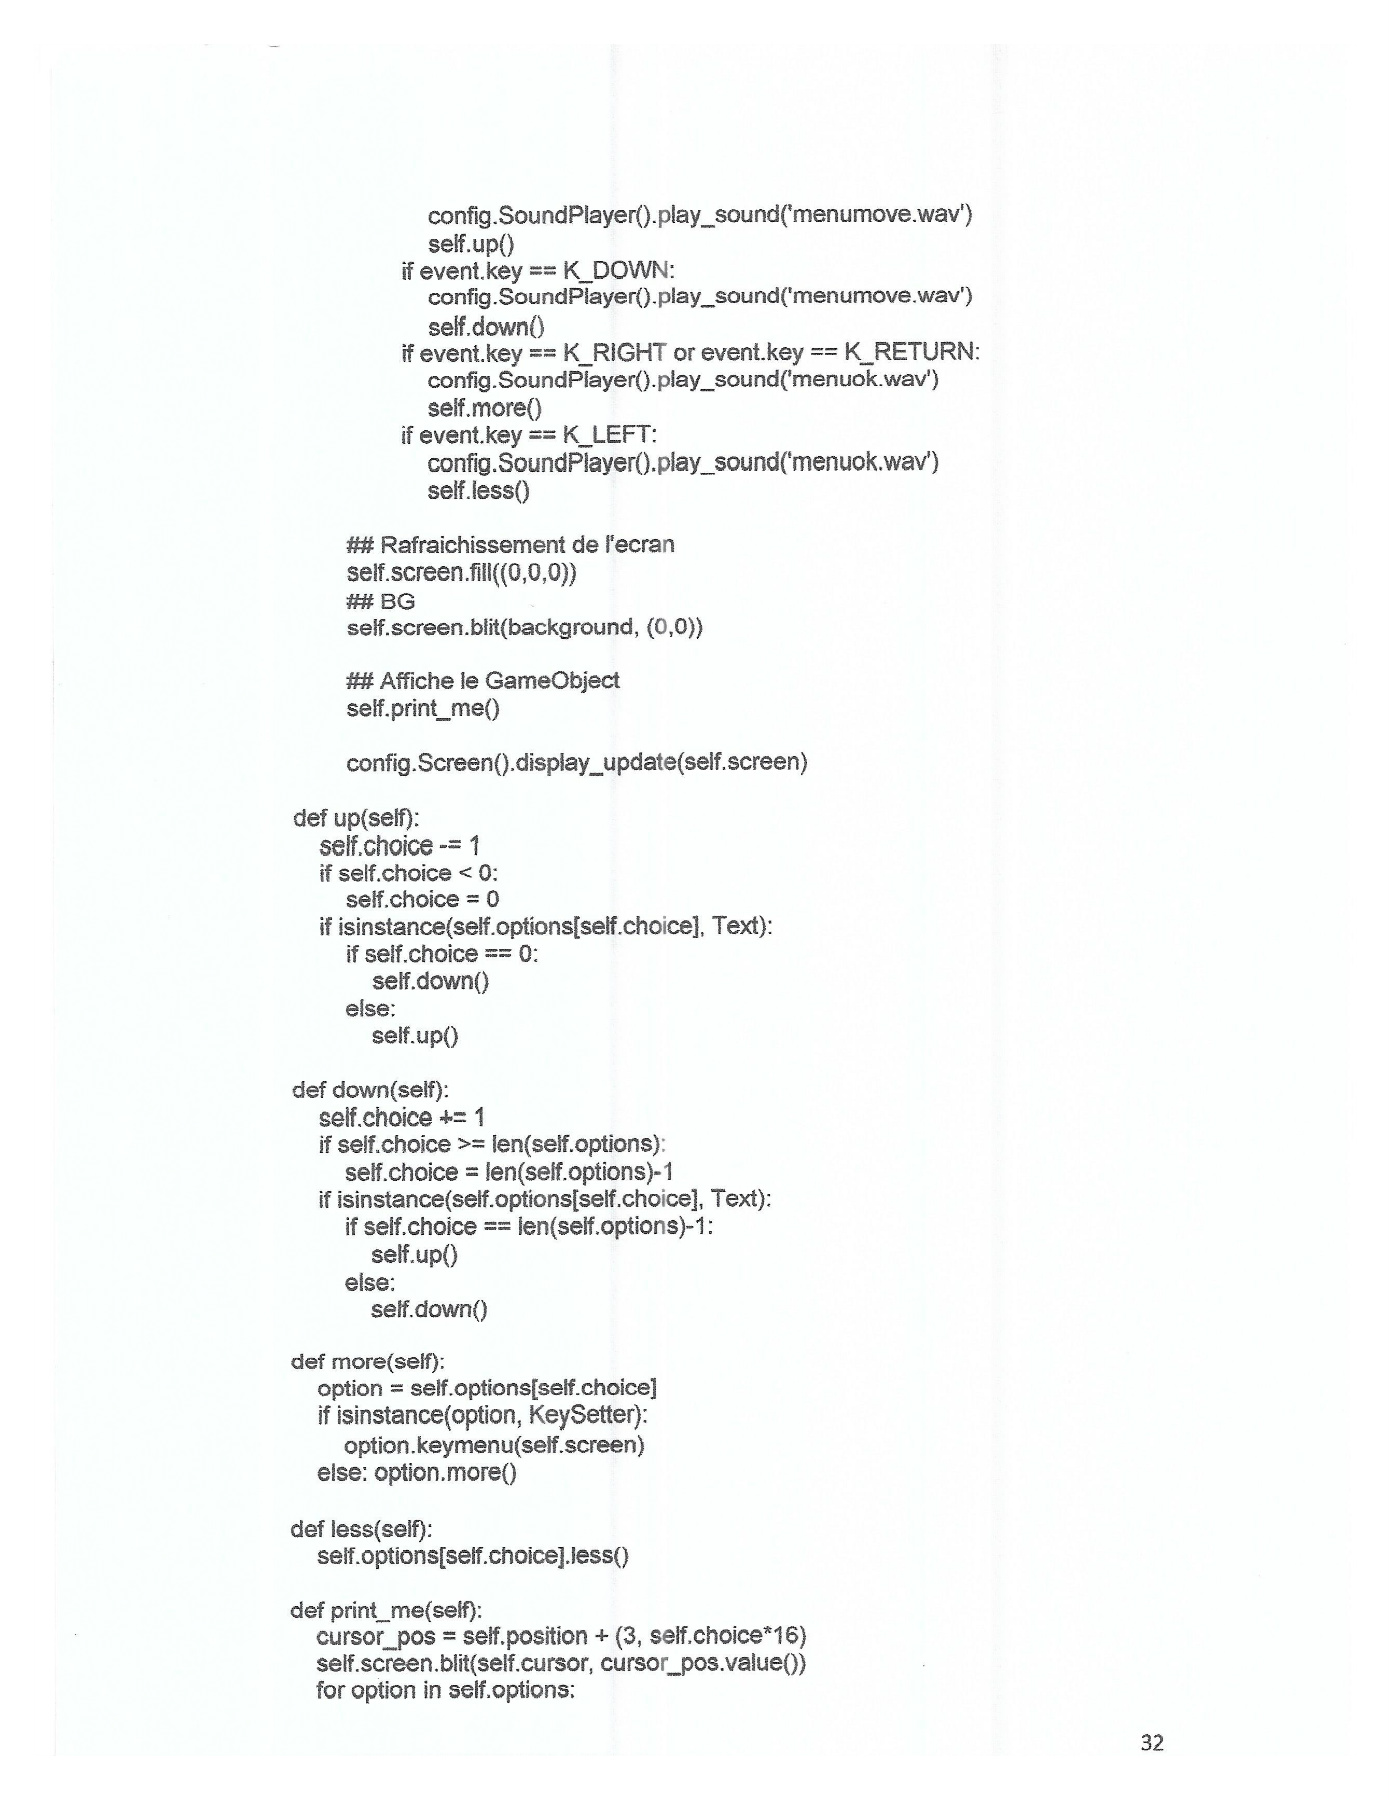 config.SoundPlayer().play_sound('menumove.wav')
self.up()
if event.key == K_DOWN:
config.SoundPlayer().play_sound('menumove.wav')
self.down()
if event.key == K_RIGHT or event.key == K_RETURN:
config.SoundPlayer().play_sound('menuok.wav')
self.more()
if event.key == K_LEFT:
config.SoundPlayer().play_sound('menuok.wav')
self.less()
## Rafraichissement de l'ecran
self.screen.fill((0,0,0))
## BG
self.screen.blit(background, (0,0))
## Affiche le GameObject
self.print_me()
config.Screen().display_update(self.screen)
def up(self):
self.choice -= 1
if self.choice < 0:
self.choice = 0
if isinstance(self.options[self.choice], Text):
if self.choice == 0:
self.down()
else:
self.up()
def down(self):
self.choice += 1
if self.choice >= len(self.options):
self.choice = len(self.options)-1
if isinstance(self.options[self.choice], Text):
if self.choice == len(self.options)-1:
self.up()
else:
self.down()
def more(self):
option = self.options[self.choice]
if isinstance(option, KeySetter):
option.keymenu(self.screen)
else: option.more()
def less(self):
self.options[self.choice].less()
def print_me(self):
cursor_pos = self.position + (3, self.choice*16)
self.screen.blit(self.cursor, cursor_pos.value())
for option in self.options:
32